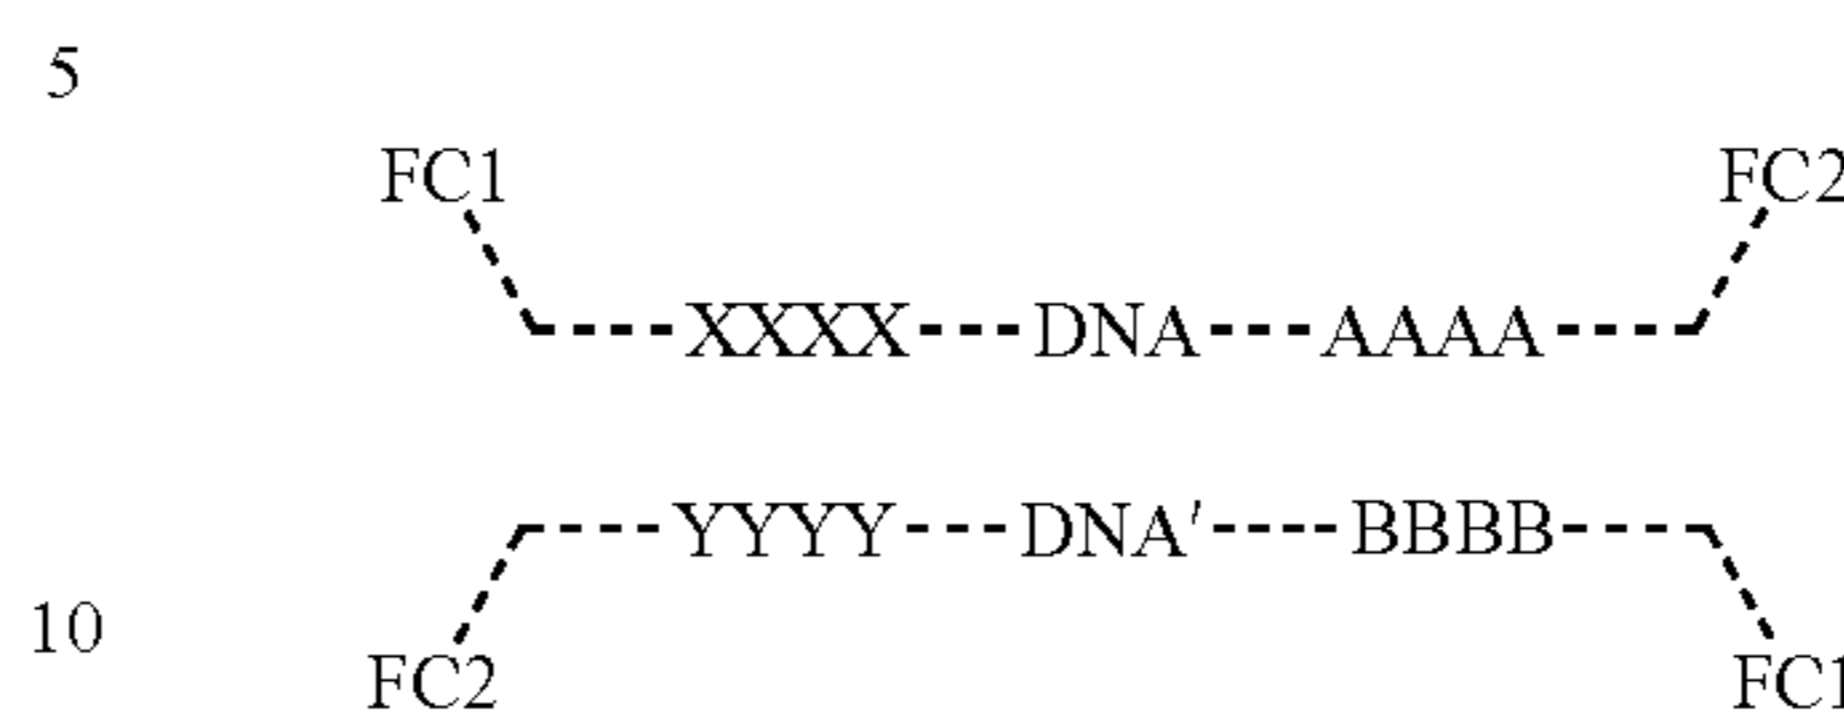 5
FC1 FC2
XXXX---DNA---AAAA
YYYY---DNA'----BBBB
10
FC2 FC1